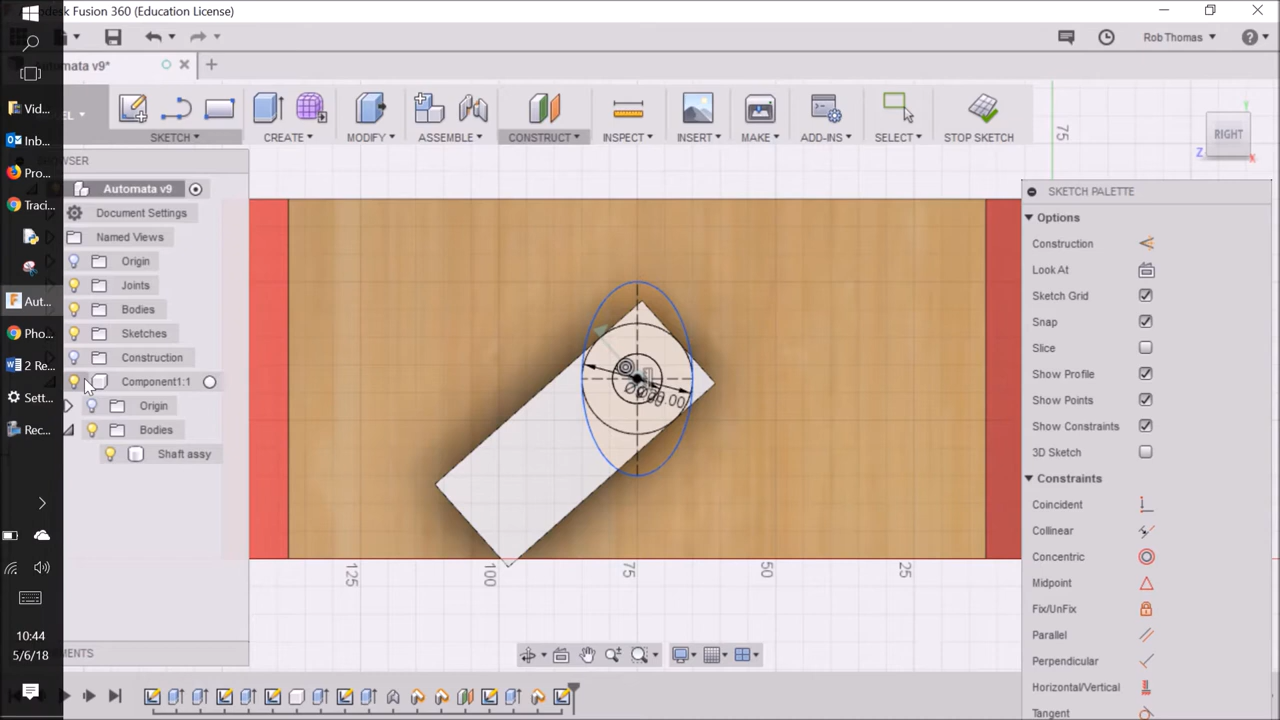 odesk Fusion 360 (Education License)
Rob Thomas
Automata v9*
SKETCH
CREATE
MODIFY
ASSEMBLE
CONSTRUCT
INSPECT
INSERT
MAKE
ADD-INS
SELECT
STOP SKETCH
75
RIGHT
Y
Z
X
BROWSER
Automata v9
Document Settings
Named Views
Origin
Joints
Bodies
Sketches
Construction
Component1:1
Origin
Bodies
Shaft assy
Vid...
Inb...
Pro...
Traci...
Aut...
Pho...
2 Re...
Sett...
Rec...
10:44
5/6/18
MENTS
125
100
75
50
25
SKETCH PALETTE
Options
Construction
Look At
Sketch Grid
Snap
Slice
Show Profile
Show Points
Show Constraints
3D Sketch
Constraints
Coincident
Collinear
Concentric
Midpoint
Fix/UnFix
Parallel
Perpendicular
Horizontal/Vertical
Tangent